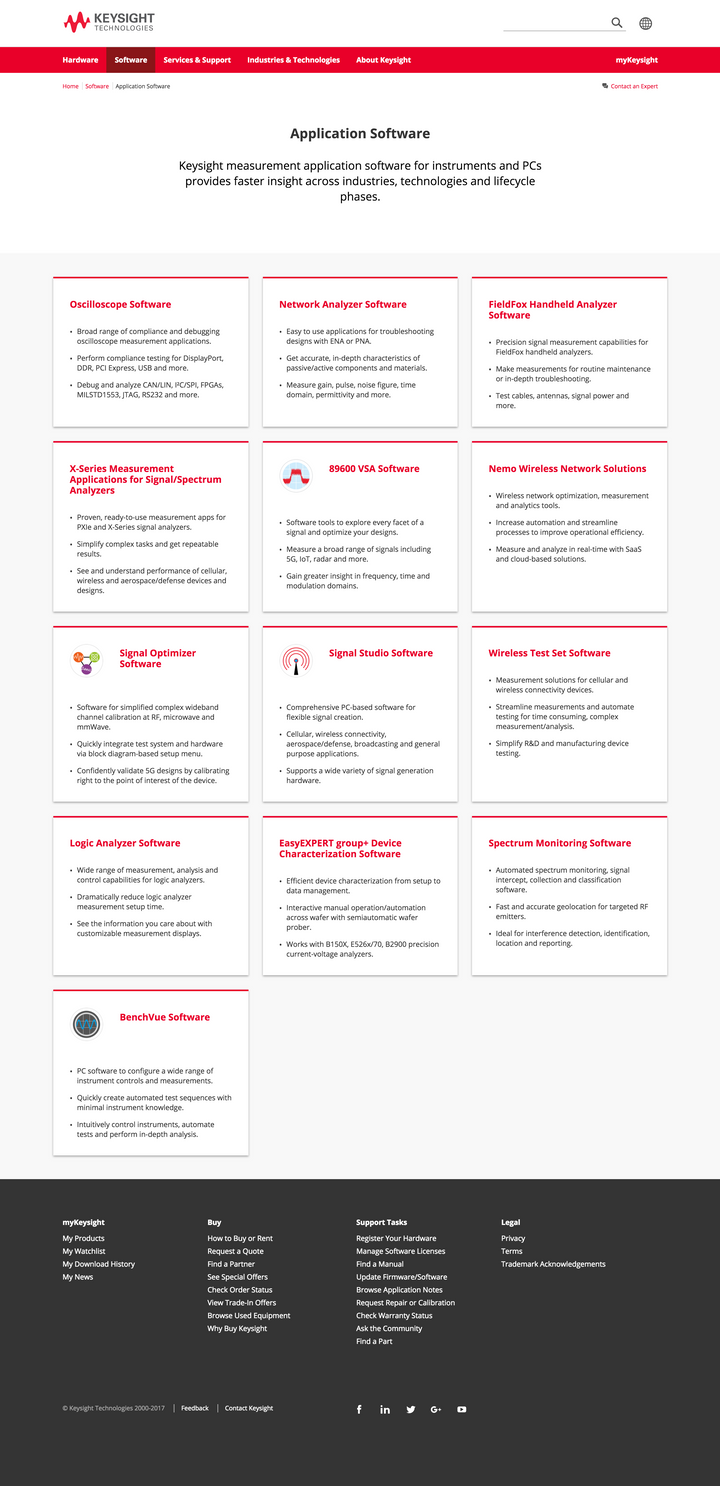 KEYSIGHT
TECHNOLOGIES
Hardware
Software
Services & Support
Industries & Technologies
About Keysight
myKeysight
Home
Software
Application Software
Contact an Expert
Application Software
Keysight measurement application software for instruments and PCs
provides faster insight across industries, technologies and lifecycle
phases.
Oscilloscope Software
• Broad range of compliance and debugging
oscilloscope measurement applications.
• Perform compliance testing for DisplayPort,
DDR, PCI Express, USB and more.
• Debug and analyze CAN/LIN, I²C/SPI, FPGAs,
MILSTD1553, JTAG, RS232 and more.
Network Analyzer Software
• Easy to use applications for troubleshooting
designs with ENA or PNA.
• Get accurate, in-depth characteristics of
passive/active components and materials.
• Measure gain, pulse, noise figure, time
domain, permittivity and more.
FieldFox Handheld Analyzer
Software
• Precision signal measurement capabilities for
FieldFox handheld analyzers.
• Make measurements for routine maintenance
or in-depth troubleshooting.
• Test cables, antennas, signal power and
more.
X-Series Measurement
Applications for Signal/Spectrum
Analyzers
• Proven, ready-to-use measurement apps for
PXIe and X-Series signal analyzers.
• Simplify complex tasks and get repeatable
results.
• See and understand performance of cellular,
wireless and aerospace/defense devices and
designs.
89600 VSA Software
• Software tools to explore every facet of a
signal and optimize your designs.
• Measure a broad range of signals including
5G, IoT, radar and more.
• Gain greater insight in frequency, time and
modulation domains.
Nemo Wireless Network Solutions
• Wireless network optimization, measurement
and analytics tools.
• Increase automation and streamline
processes to improve operational efficiency.
• Measure and analyze in real-time with SaaS
and cloud-based solutions.
Signal Optimizer
Software
• Software for simplified complex wideband
channel calibration at RF, microwave and
mmWave.
• Quickly integrate test system and hardware
via block diagram-based setup menu.
• Confidently validate 5G designs by calibrating
right to the point of interest of the device.
Signal Studio Software
• Comprehensive PC-based software for
flexible signal creation.
• Cellular, wireless connectivity,
aerospace/defense, broadcasting and general
purpose applications.
• Supports a wide variety of signal generation
hardware.
Wireless Test Set Software
• Measurement solutions for cellular and
wireless connectivity devices.
• Streamline measurements and automate
testing for time consuming, complex
measurement/analysis.
• Simplify R&D and manufacturing device
testing.
Logic Analyzer Software
• Wide range of measurement, analysis and
control capabilities for logic analyzers.
• Dramatically reduce logic analyzer
measurement setup time.
• See the information you care about with
customizable measurement displays.
EasyEXPERT group+ Device
Characterization Software
• Efficient device characterization from setup to
data management.
• Interactive manual operation/automation
across wafer with semiautomatic wafer
prober.
• Works with B150X, E526x/70, B2900 precision
current-voltage analyzers.
Spectrum Monitoring Software
• Automated spectrum monitoring, signal
intercept, collection and classification
software.
• Fast and accurate geolocation for targeted RF
emitters.
• Ideal for interference detection, identification,
location and reporting.
BenchVue Software
• PC software to configure a wide range of
instrument controls and measurements.
• Quickly create automated test sequences with
minimal instrument knowledge.
• Intuitively control instruments, automate
tests and perform in-depth analysis.
myKeysight
My Products
My Watchlist
My Download History
My News
Buy
How to Buy or Rent
Request a Quote
Find a Partner
See Special Offers
Check Order Status
View Trade-In Offers
Browse Used Equipment
Why Buy Keysight
Support Tasks
Register Your Hardware
Manage Software Licenses
Find a Manual
Update Firmware/Software
Browse Application Notes
Request Repair or Calibration
Check Warranty Status
Ask the Community
Find a Part
Legal
Privacy
Terms
Trademark Acknowledgements
© Keysight Technologies 2000-2017
Feedback
Contact Keysight